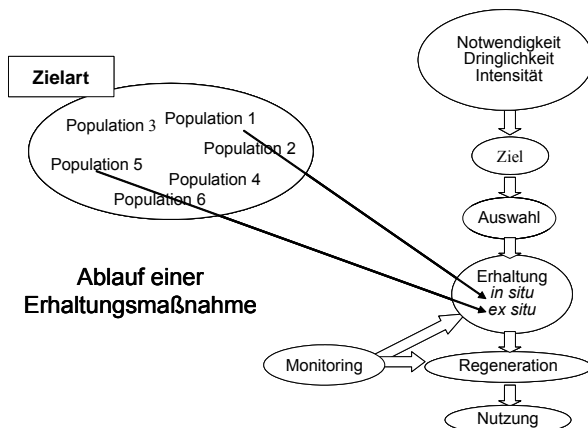 Zielart
Population 3
Population 1
Population 2
Population 5
Population 4
Population 6
Ablauf einer
Erhaltungsmaßnahme
Notwendigkeit
Dringlichkeit
Intensität
Ziel
Auswahl
Erhaltung
in situ
ex situ
Monitoring
Regeneration
Nutzung